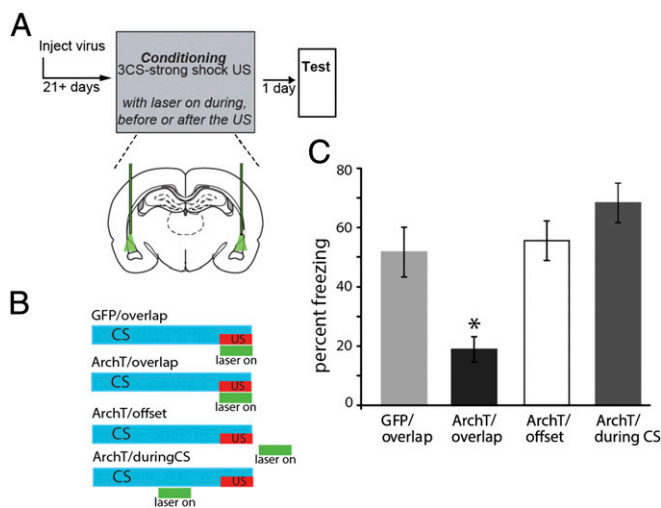 A
Inject virus
21+ days
Conditioning
3CS-strong shock US
with laser on during,
before or after the US
1 day
Test
B
GFP/overlap
CS
US
laser on
ArchT/overlap
CS
US
laser on
ArchT/offset
CS
US
laser on
ArchT/duringCS
CS
US
laser on
C
percent freezing
80
60
40
20
0
*
GFP/
overlap
ArchT/
overlap
ArchT/
offset
ArchT/
during CS